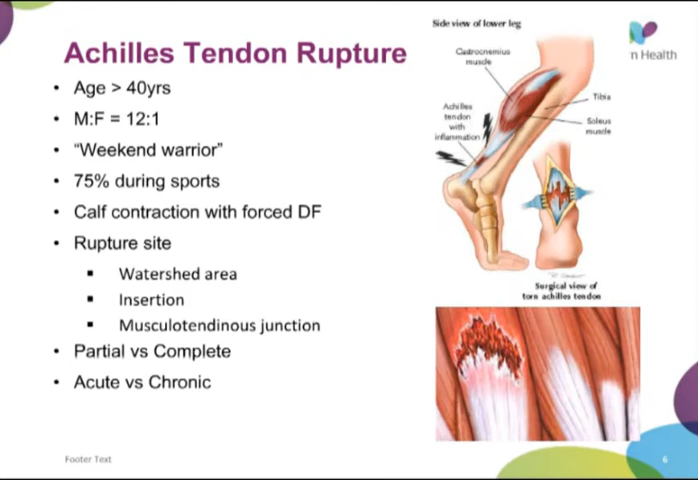 Side view of lower leg
n Health
Achilles Tendon Rupture
Gastrocnemius
muscle
Tibia
Achilles
tendon
with
inflammation
Soleus
muscle
• Age > 40yrs
• M:F = 12:1
• “Weekend warrior”
• 75% during sports
• Calf contraction with forced DF
• Rupture site
▪ Watershed area
▪ Insertion
▪ Musculotendinous junction
• Partial vs Complete
• Acute vs Chronic
Surgical view of
torn achilles tendon
Footer Text
6